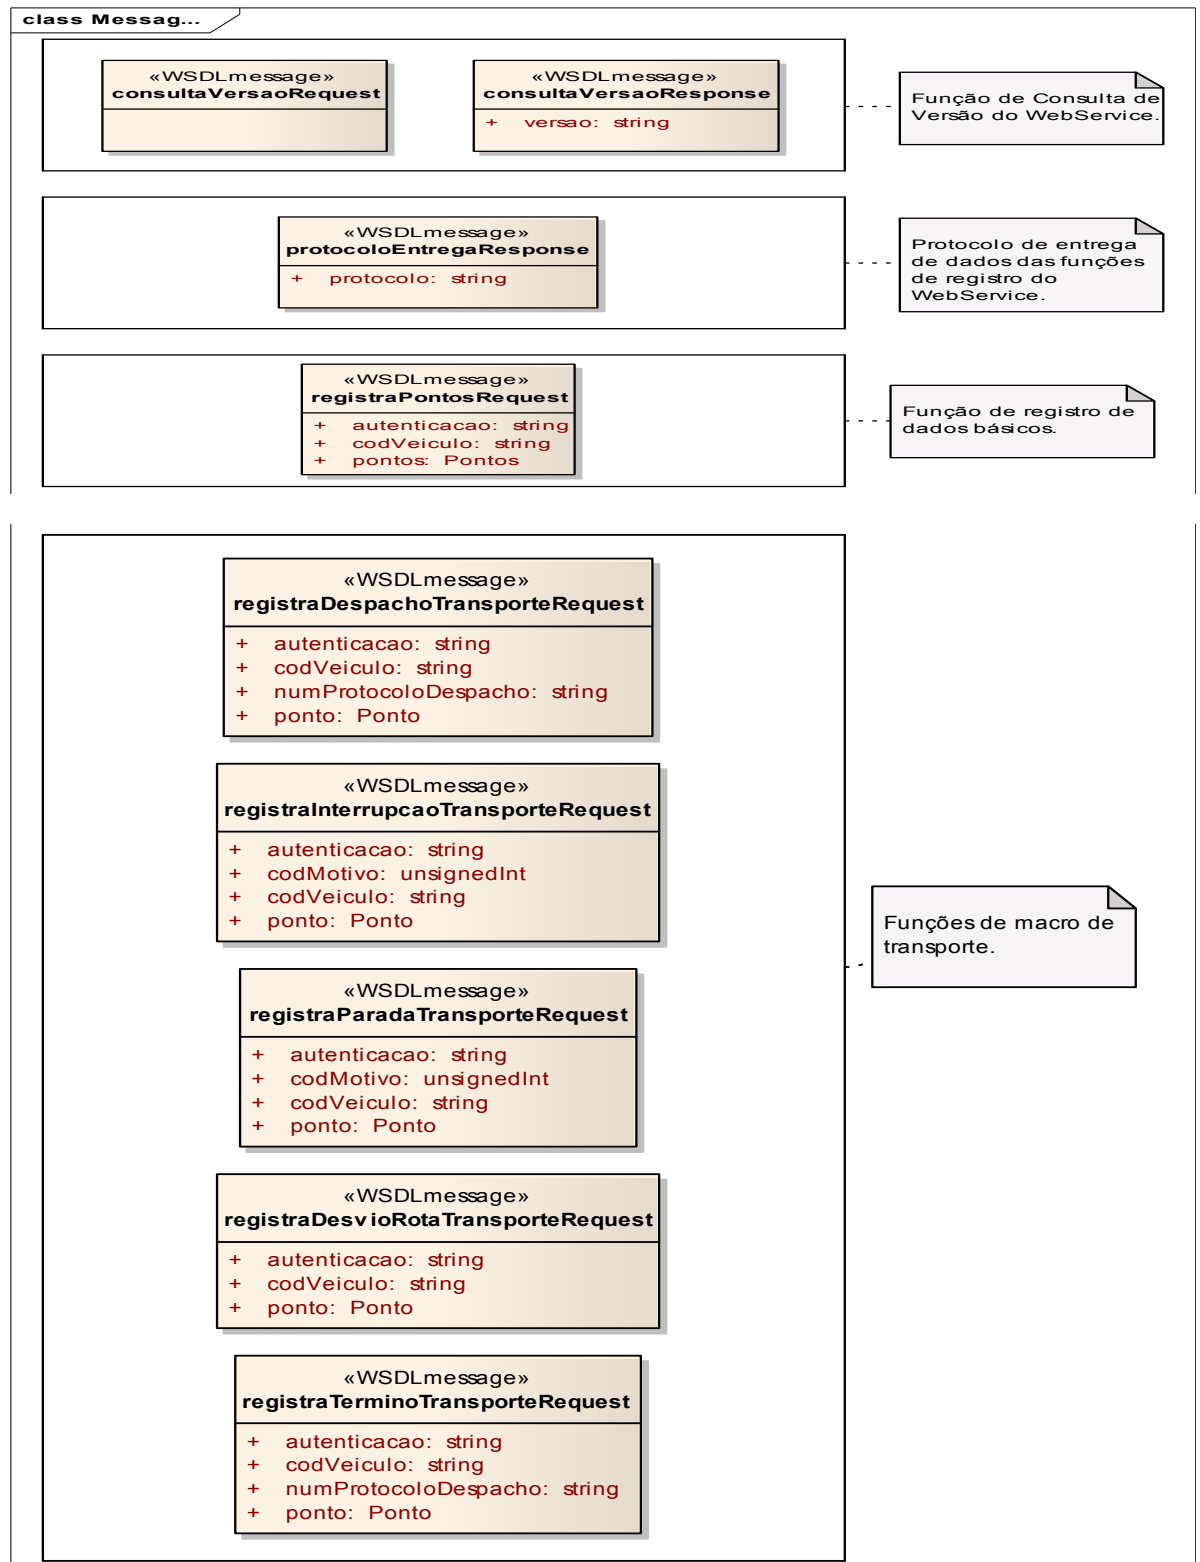 class Messag...
«WSDLmessage»
consultaVersaoRequest
«WSDLmessage»
consultaVersaoResponse
+ versao: string
Função de Consulta de
Versão do WebService.
«WSDLmessage»
protocoloEntregaResponse
+ protocolo: string
Protocolo de entrega
de dados das funções
de registro do
WebService.
«WSDLmessage»
registraPontosRequest
+ autenticacao: string
+ codVeiculo: string
+ pontos: Pontos
Função de registro de
dados básicos.
«WSDLmessage»
registraDespachoTransporteRequest
+ autenticacao: string
+ codVeiculo: string
+ numProtocoloDespacho: string
+ ponto: Ponto
«WSDLmessage»
registraInterrupcaoTransporteRequest
+ autenticacao: string
+ codMotivo: unsignedInt
+ codVeiculo: string
+ ponto: Ponto
Funções de macro de
transporte.
«WSDLmessage»
registraParadaTransporteRequest
+ autenticacao: string
+ codMotivo: unsignedInt
+ codVeiculo: string
+ ponto: Ponto
«WSDLmessage»
registraDesvioRotaTransporteRequest
+ autenticacao: string
+ codVeiculo: string
+ ponto: Ponto
«WSDLmessage»
registraTerminoTransporteRequest
+ autenticacao: string
+ codVeiculo: string
+ numProtocoloDespacho: string
+ ponto: Ponto